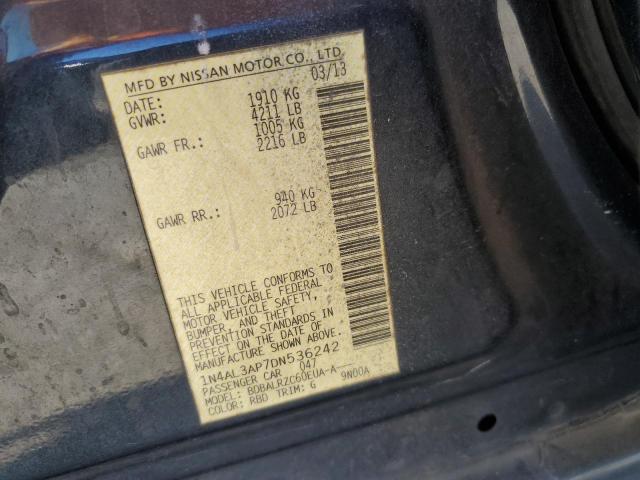 MFD BY NISSAN MOTOR CO., LTD.
DATE: 03/13
GVWR: 1910 KG
4211 LB
GAWR FR.: 1005 KG
2216 LB
GAWR RR.: 940 KG
2072 LB
THIS VEHICLE CONFORMS TO
ALL APPLICABLE FEDERAL
MOTOR VEHICLE SAFETY,
BUMPER, AND THEFT
PREVENTION STANDARDS IN
EFFECT ON THE DATE OF
MANUFACTURE SHOWN ABOVE.
1N4AL3AP7DN536242
PASSENGER CAR 047
MODEL: BDBALRZC60EUA-A 9N00A
COLOR: RBD TRIM: G